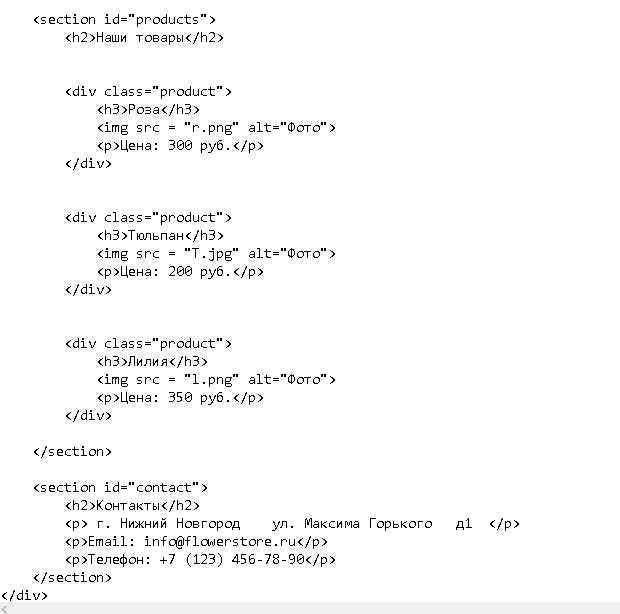 <section id="products">
<h2>Наши товары</h2>
<div class="product">
<h3>Роза</h3>
<img src = "r.png" alt="Фото">
<p>Цена: 300 руб.</p>
</div>
<div class="product">
<h3>Тюльпан</h3>
<img src = "T.jpg" alt="Фото">
<p>Цена: 200 руб.</p>
</div>
<div class="product">
<h3>Лилия</h3>
<img src = "l.png" alt="Фото">
<p>Цена: 350 руб.</p>
</div>
</section>
<section id="contact">
<h2>Контакты</h2>
<p> г. Нижний Новгород    ул. Максима Горького   д1  </p>
<p>Email: info@flowerstore.ru</p>
<p>Телефон: +7 (123) 456-78-90</p>
</section>
</div>